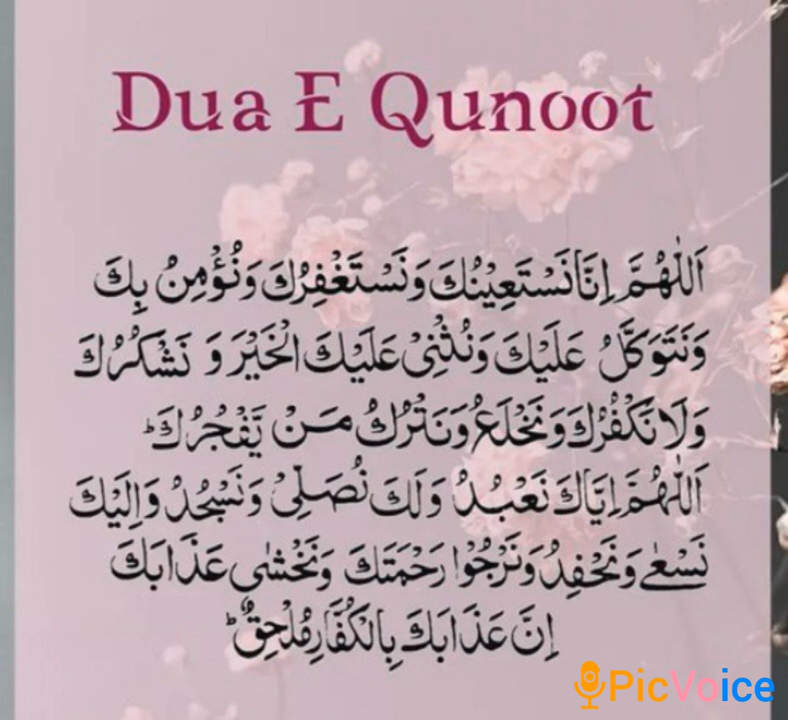 Dua E Qunoot
اَللّٰهُمَّ اِنَّا نَسْتَعِيْنُكَ وَنَسْتَغْفِرُكَ وَنُؤْمِنُ بِكَ
وَنَتَوَكَّلُ عَلَيْكَ وَنُثْنِىْ عَلَيْكَ الْخَيْرَ وَ نَشْكُرُكَ
وَلَا نَكْفُرُكَ وَنَخْلَعُ وَنَتْرُكُ مَنْ يَّفْجُرُكَ ؕ
اَللّٰهُمَّ اِيَّاكَ نَعْبُدُ وَلَكَ نُصَلِّىْ وَنَسْجُدُ وَاِلَيْكَ
نَسْعٰى وَنَحْفِدُ وَنَرْجُوْا رَحْمَتَكَ وَنَخْشٰى عَذَابَكَ
اِنَّ عَذَابَكَ بِالْكُفَّارِ مُلْحِقٌ ؕ
PicVoice